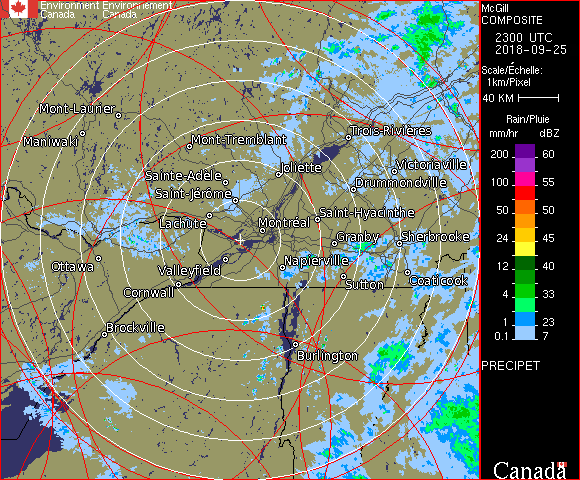 Environment Environnement
Canada Canada
McGill
COMPOSITE
2300 UTC
2018-09-25
Scale/Échelle:
1km/Pixel
40 KM
Rain/Pluie
mm/hr dBZ
200 60
100 55
50 50
24 45
12 40
4 33
1 23
0.1 7
PRECIPET
Canada
Mont-Laurier
Maniwaki
Mont-Tremblant
Trois-Rivières
Joliette
Victoriaville
Sainte-Adèle
Drummondville
Saint-Jérôme
Lachute
Saint-Hyacinthe
Montréal
Granby
Sherbrooke
Ottawa
Valleyfield
Napierville
Sutton
Coaticook
Cornwall
Brockville
Burlington